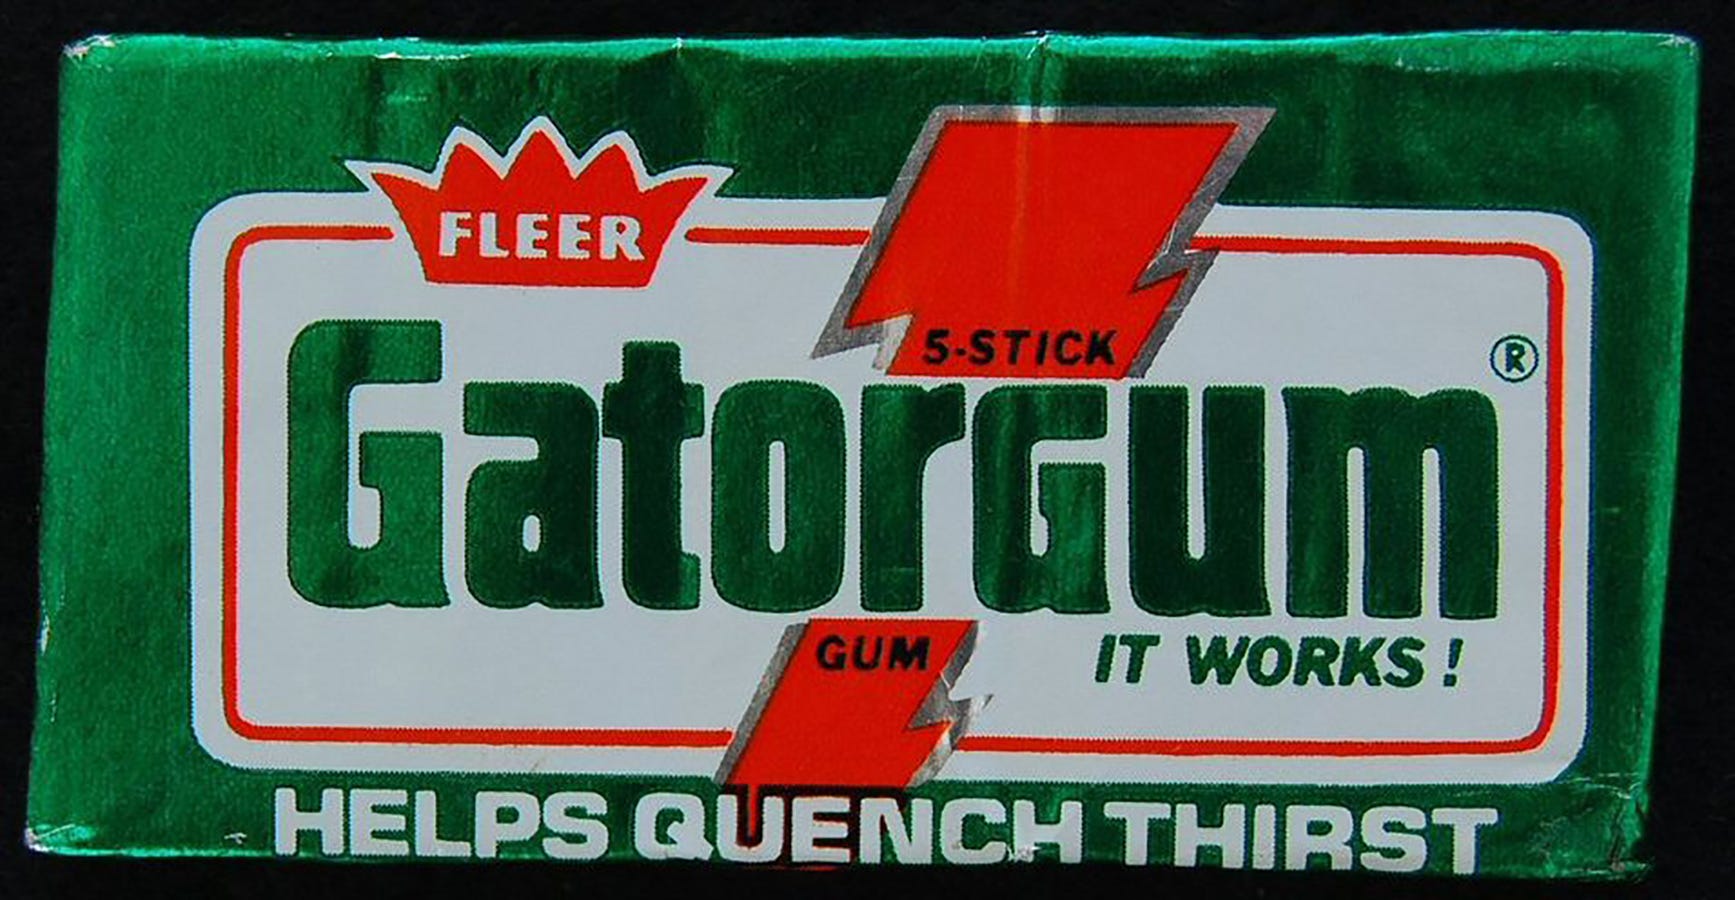 FLEER
5-STICK
GatorGum ®
GUM
IT WORKS!
HELPS QUENCH THIRST